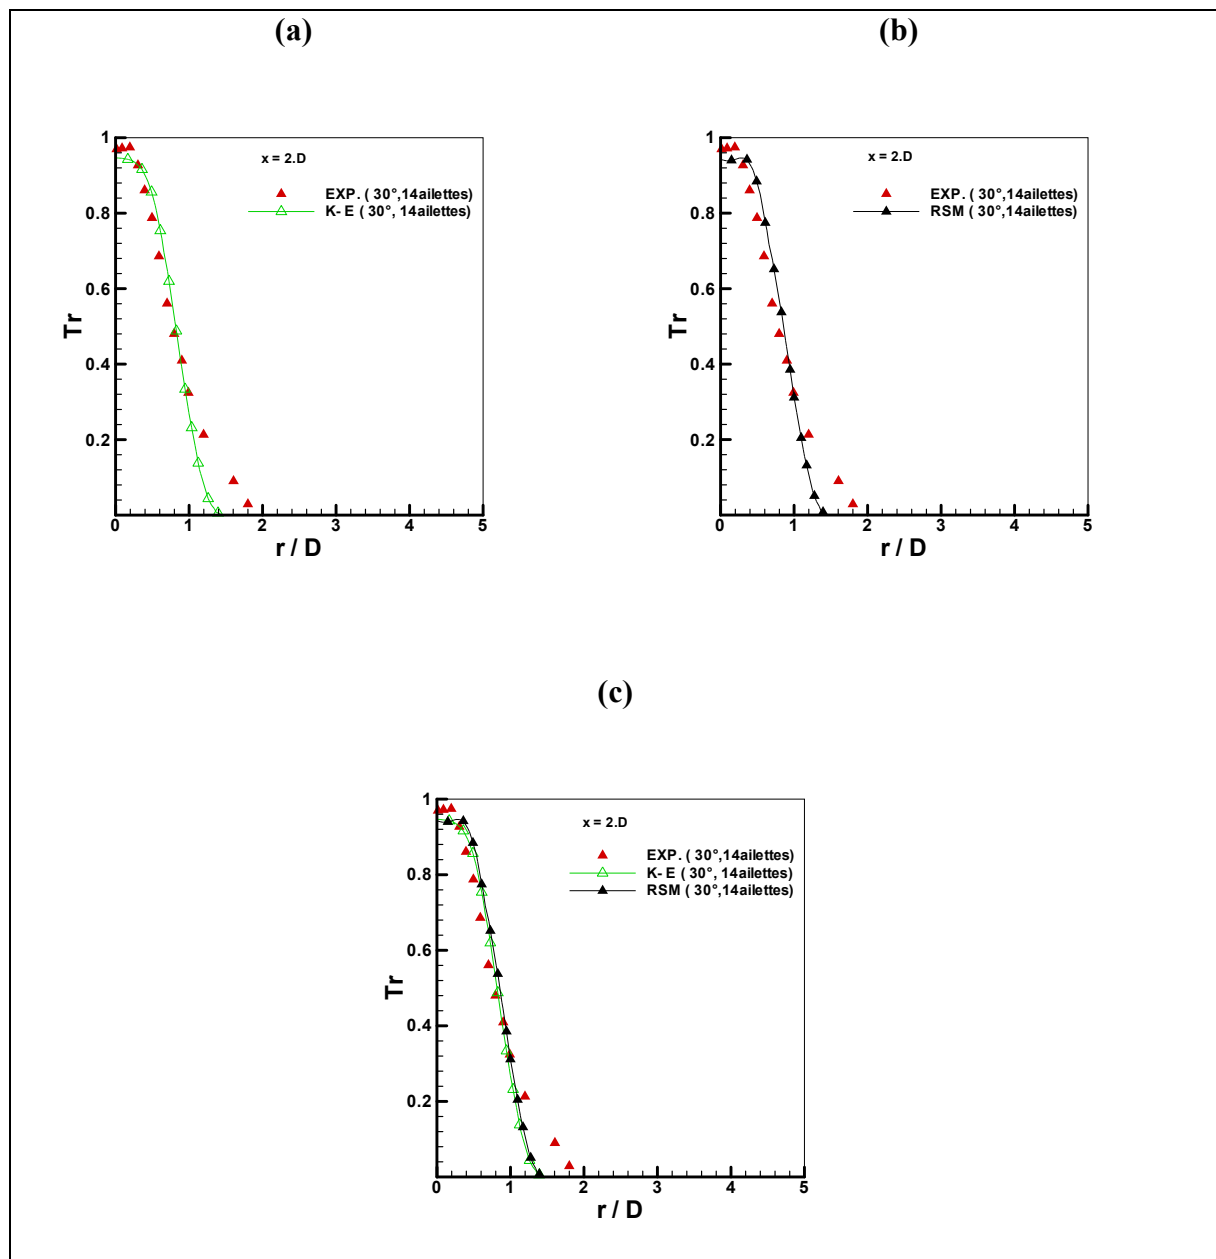 (a)
1
0.8
0.6
0.4
0.2
0
1
2
3
4
5
Tr
r / D
x = 2.D
EXP. ( 30°,14ailettes)
K- E ( 30°, 14ailettes)
(b)
1
0.8
0.6
0.4
0.2
0
1
2
3
4
5
Tr
r / D
x = 2.D
EXP. ( 30°,14ailettes)
RSM ( 30°,14ailettes)
(c)
1
0.8
0.6
0.4
0.2
0
1
2
3
4
5
Tr
r / D
x = 2.D
EXP. ( 30°,14ailettes)
K- E ( 30°, 14ailettes)
RSM ( 30°,14ailettes)